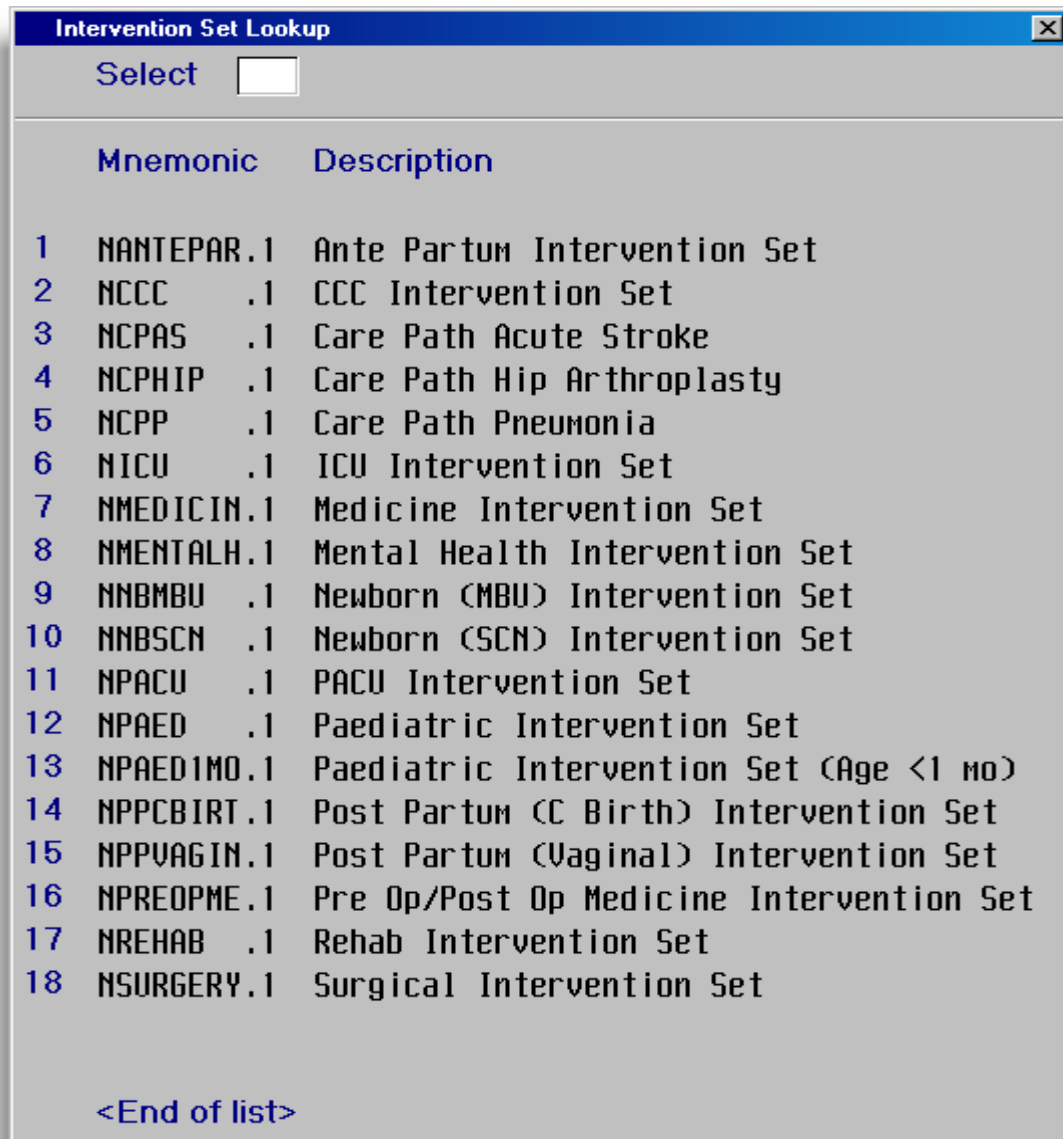 Intervention Set Lookup
Select
Mnemonic Description
1 NANTEPAR.1 Ante Partum Intervention Set
2 NCCC .1 CCC Intervention Set
3 NCPAS .1 Care Path Acute Stroke
4 NCPHIP .1 Care Path Hip Arthroplasty
5 NCPP .1 Care Path Pneumonia
6 NICU .1 ICU Intervention Set
7 NMEDICIN.1 Medicine Intervention Set
8 NMENTALH.1 Mental Health Intervention Set
9 NNBMBU .1 Newborn (MBU) Intervention Set
10 NNBSCN .1 Newborn (SCN) Intervention Set
11 NPACU .1 PACU Intervention Set
12 NPAED .1 Paediatric Intervention Set
13 NPAED1MO.1 Paediatric Intervention Set (Age <1 mo)
14 NPPCBIRT.1 Post Partum (C Birth) Intervention Set
15 NPPVAGIN.1 Post Partum (Vaginal) Intervention Set
16 NPREOPME.1 Pre Op/Post Op Medicine Intervention Set
17 NREHAB .1 Rehab Intervention Set
18 NSURGERY.1 Surgical Intervention Set
<End of list>